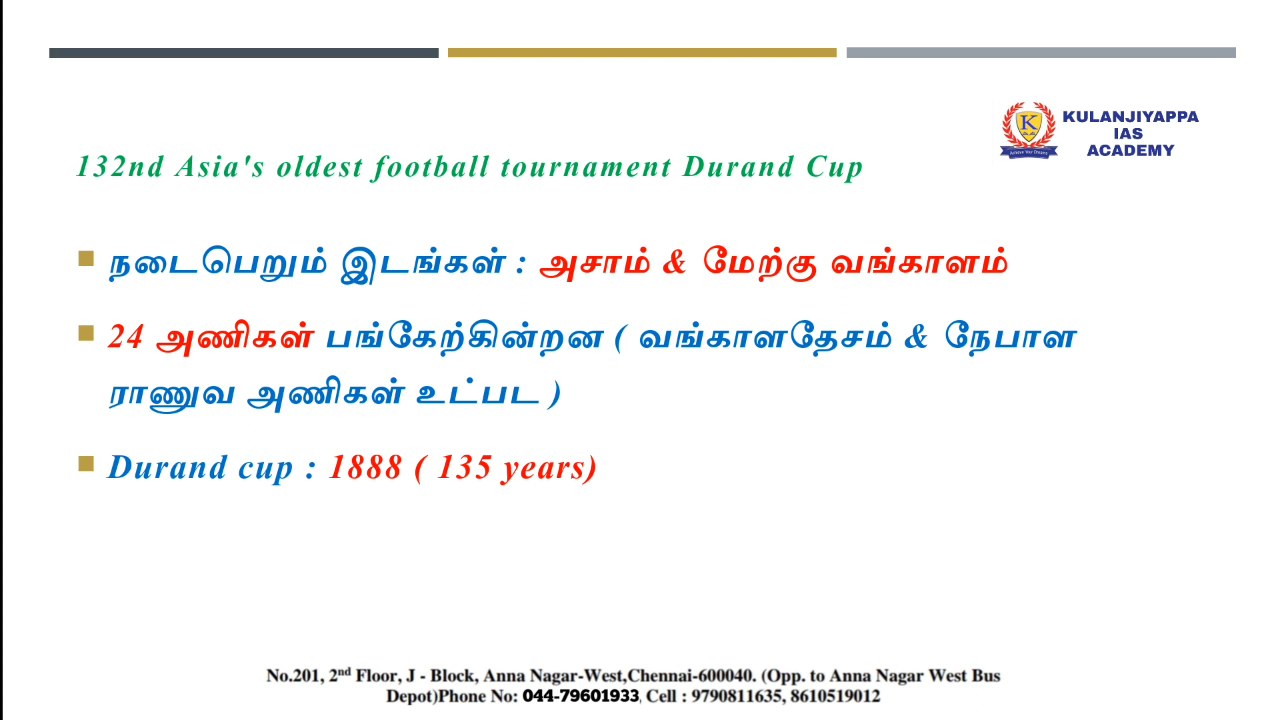 KULANJIYAPPA
IAS
ACADEMY
132nd Asia's oldest football tournament Durand Cup
நடைபெறும் இடங்கள் : அசாம் & மேற்கு வங்காளம்
24 அணிகள் பங்கேற்கின்றன ( வங்காளதேசம் & நேபாள
ராணுவ அணிகள் உட்பட )
Durand cup : 1888 ( 135 years)
No.201, 2nd Floor, J - Block, Anna Nagar-West,Chennai-600040. (Opp. to Anna Nagar West Bus
Depot)Phone No: 044-79601933, Cell : 9790811635, 8610519012